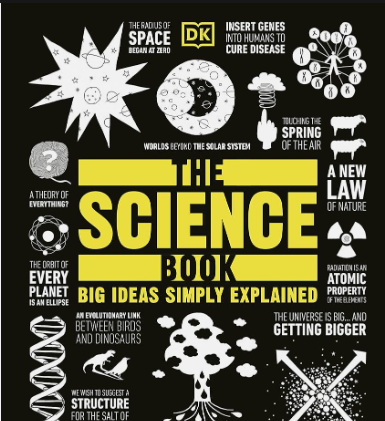 THE RADIUS OF
SPACE
BEGAN AT ZERO
DK
INSERT GENES
INTO HUMANS TO
CURE DISEASE
WORLDS BEYOND THE SOLAR SYSTEM
TOUCHING THE
SPRING
OF THE AIR
?
A THEORY OF
EVERYTHING?
A NEW
LAW
OF NATURE
THE
SCIENCE
BOOK
BIG IDEAS SIMPLY EXPLAINED
THE ORBIT OF
EVERY
PLANET
IS AN ELLIPSE
RADIATION IS AN
ATOMIC
PROPERTY
OF THE ELEMENTS
AN EVOLUTIONARY LINK
BETWEEN BIRDS
AND DINOSAURS
THE UNIVERSE IS BIG... AND
GETTING BIGGER
WE WISH TO SUGGEST A
STRUCTURE
FOR THE SALT OF